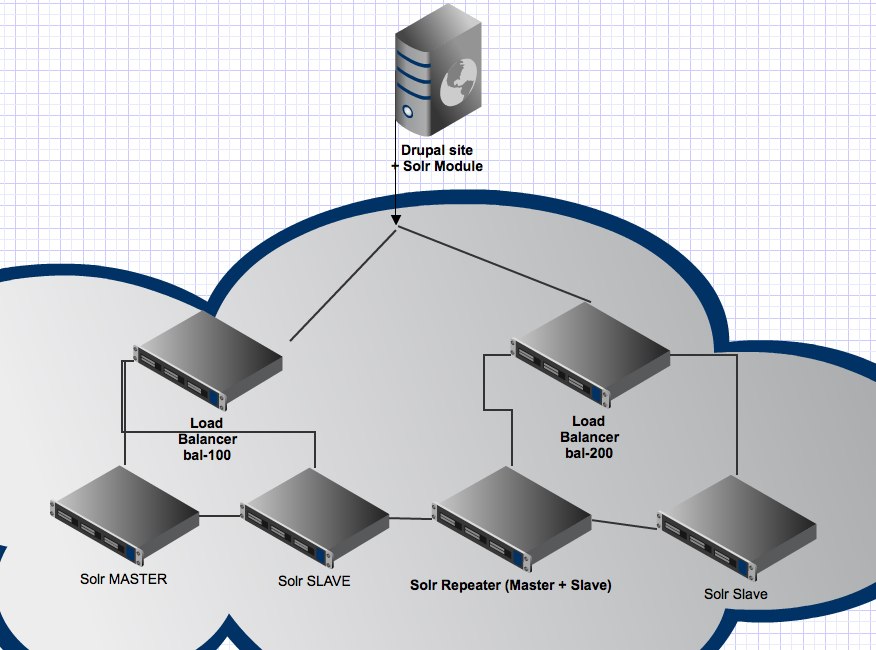 Drupal site
+ Solr Module
Load
Balancer
bal-100
Load
Balancer
bal-200
Solr MASTER
Solr SLAVE
Solr Repeater (Master + Slave)
Solr Slave